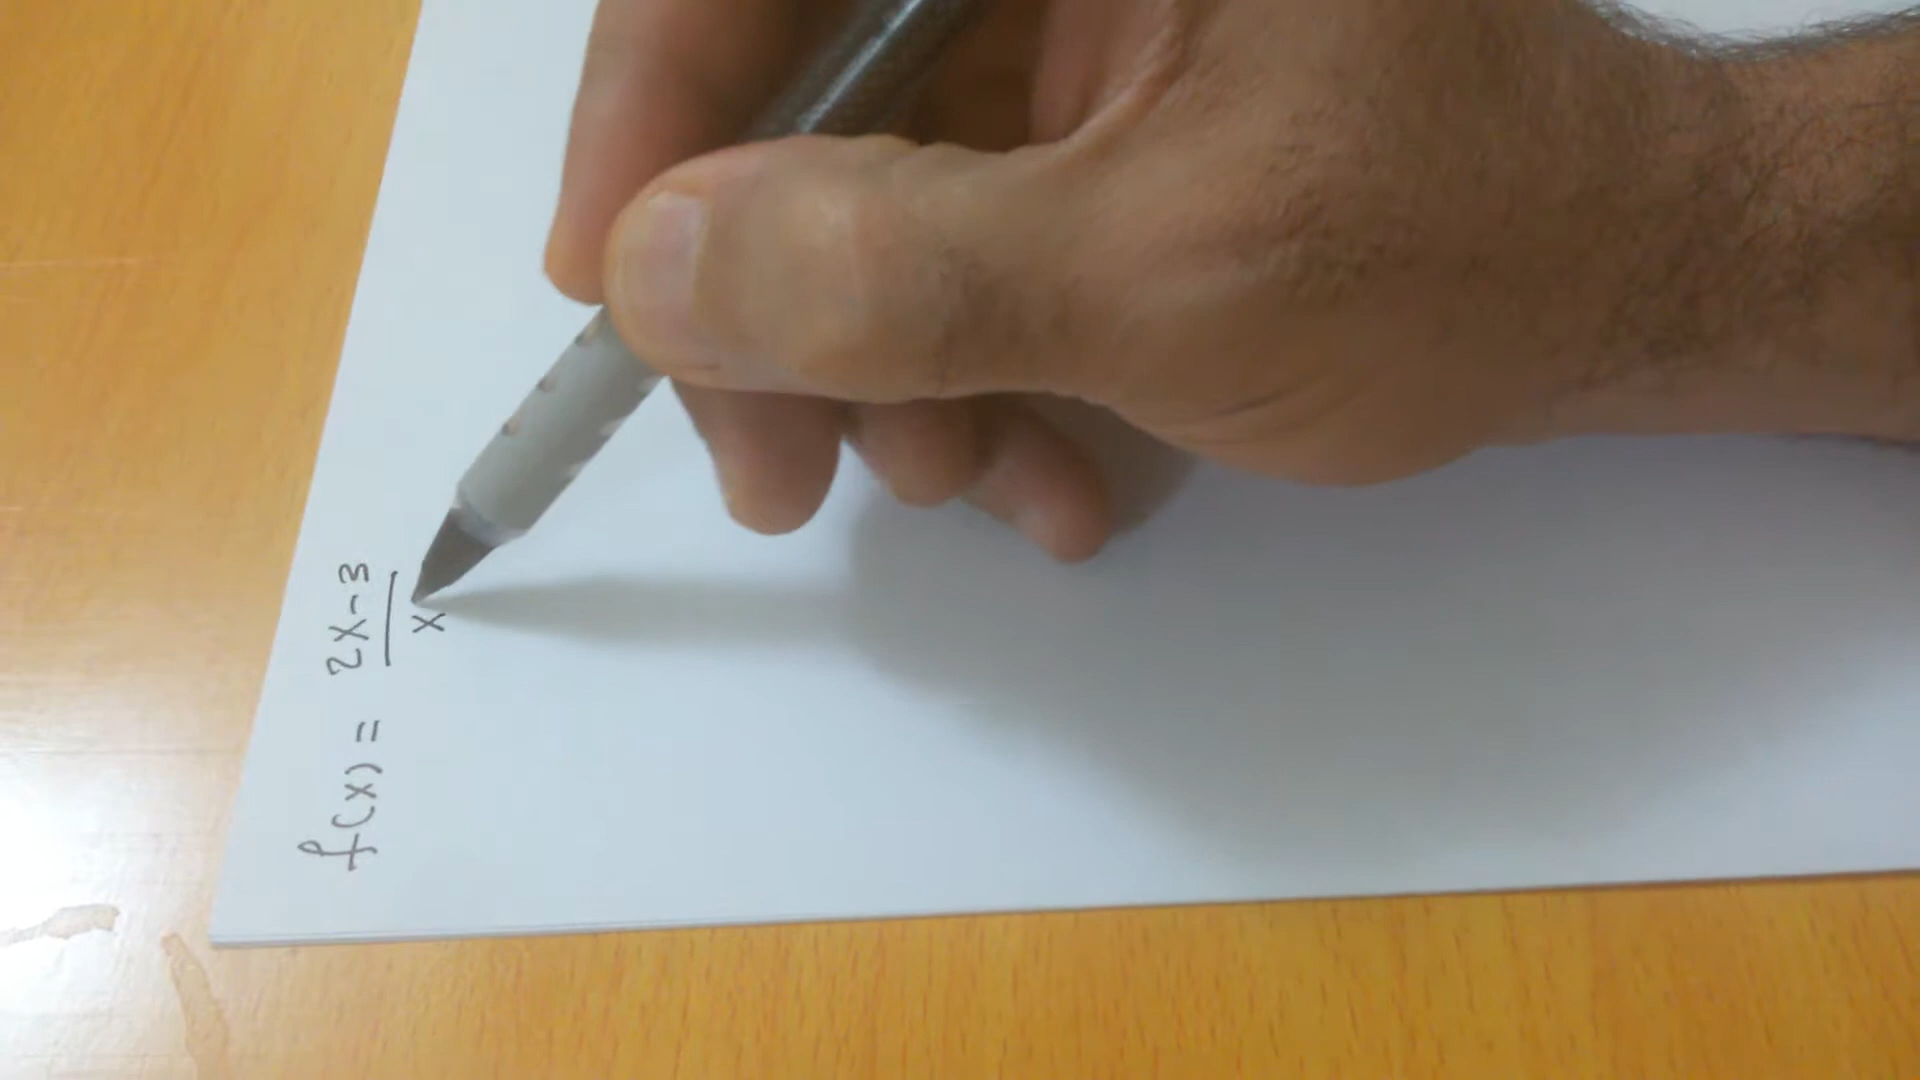 f(x) = 2x-3
x